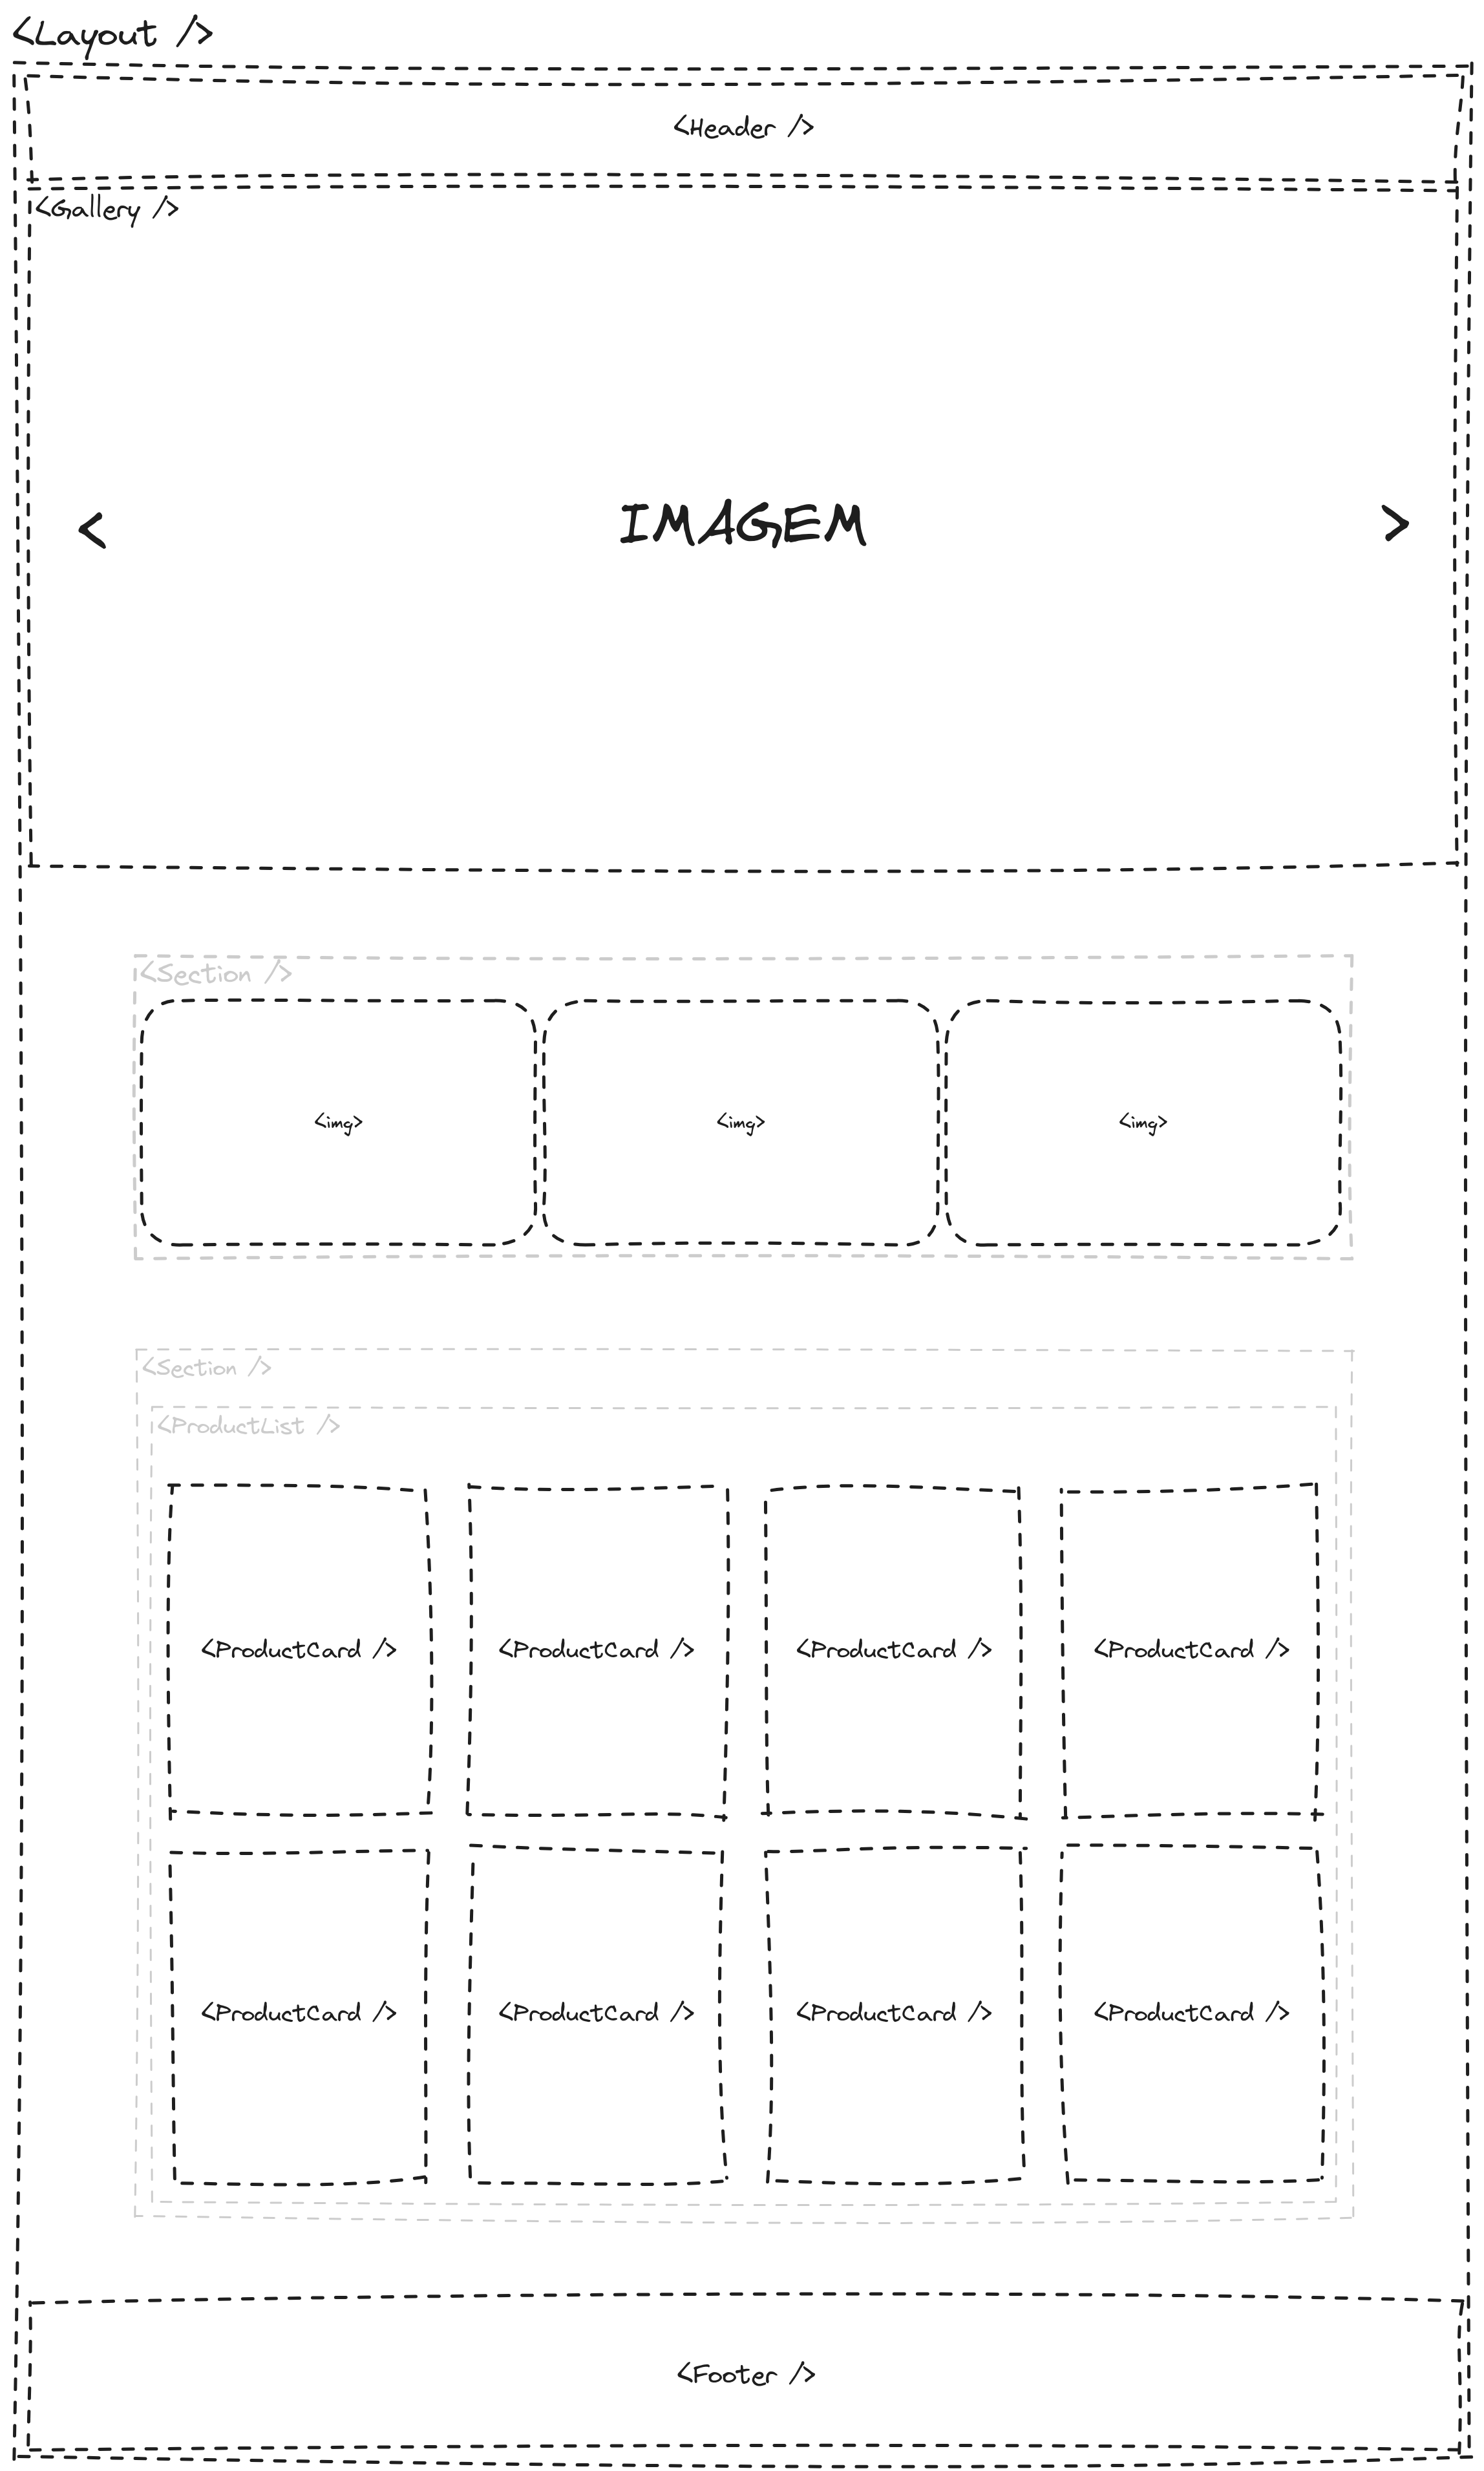 <Layout />
<Header />
<Gallery />
< IMAGEM >
<Section />
<img> <img> <img>
<Section />
<ProductList />
<ProductCard /> <ProductCard /> <ProductCard /> <ProductCard />
<ProductCard /> <ProductCard /> <ProductCard /> <ProductCard />
<Footer />